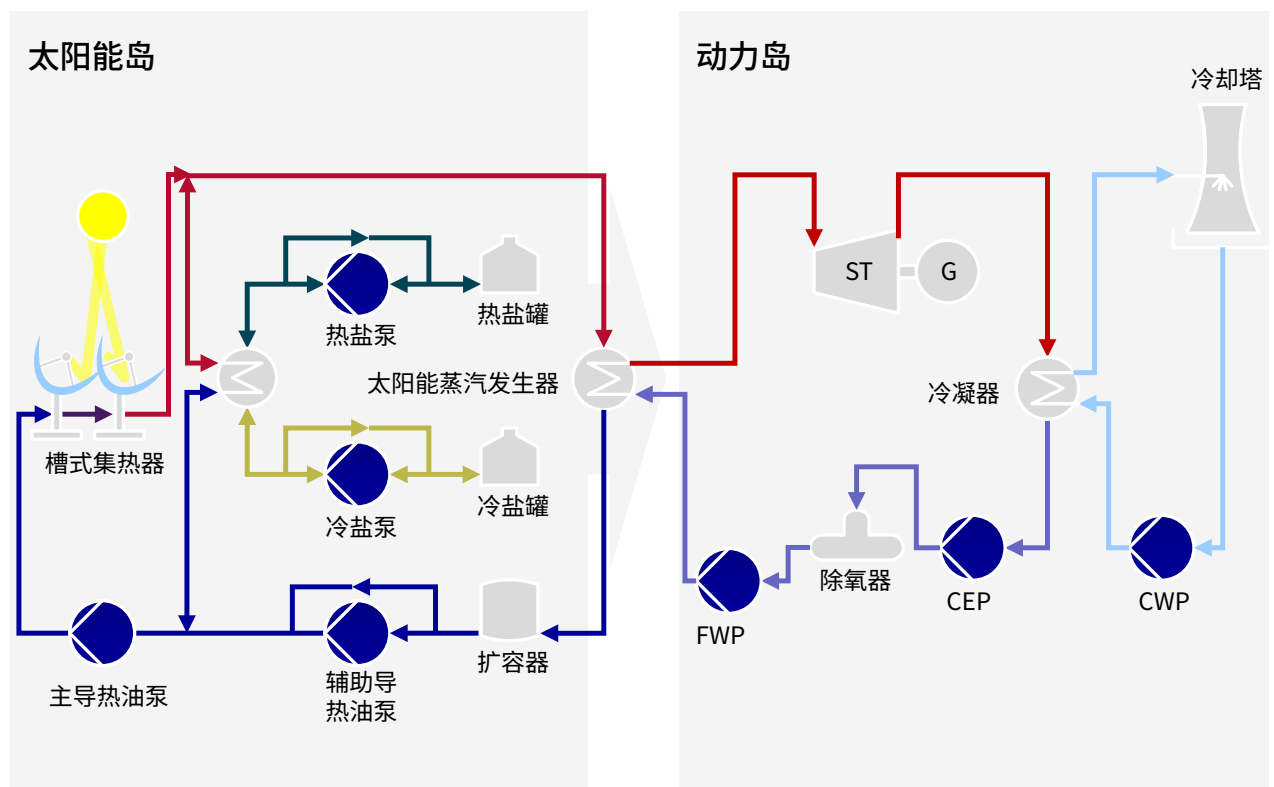 太阳能岛
动力岛
冷却塔
ST
G
热盐泵
热盐罐
太阳能蒸汽发生器
冷凝器
槽式集热器
冷盐泵
冷盐罐
除氧器
CEP
CWP
FWP
扩容器
主导热油泵
辅助导
热油泵